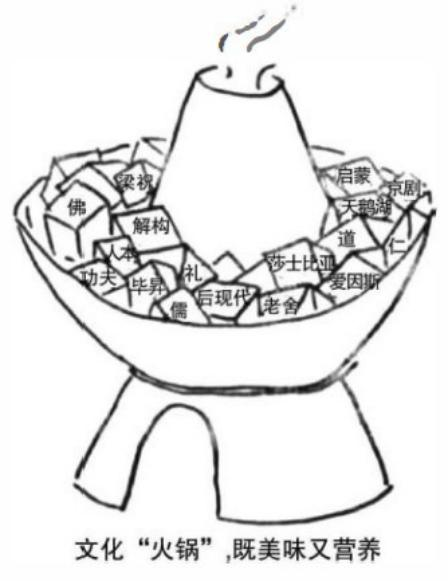 梁祝
启蒙
京剧
佛
天鹅湖
解构
道
仁
人本
莎士比亚
功夫
毕昇
礼
爱因斯
儒
后现代
老舍
文化“火锅”,既美味又营养